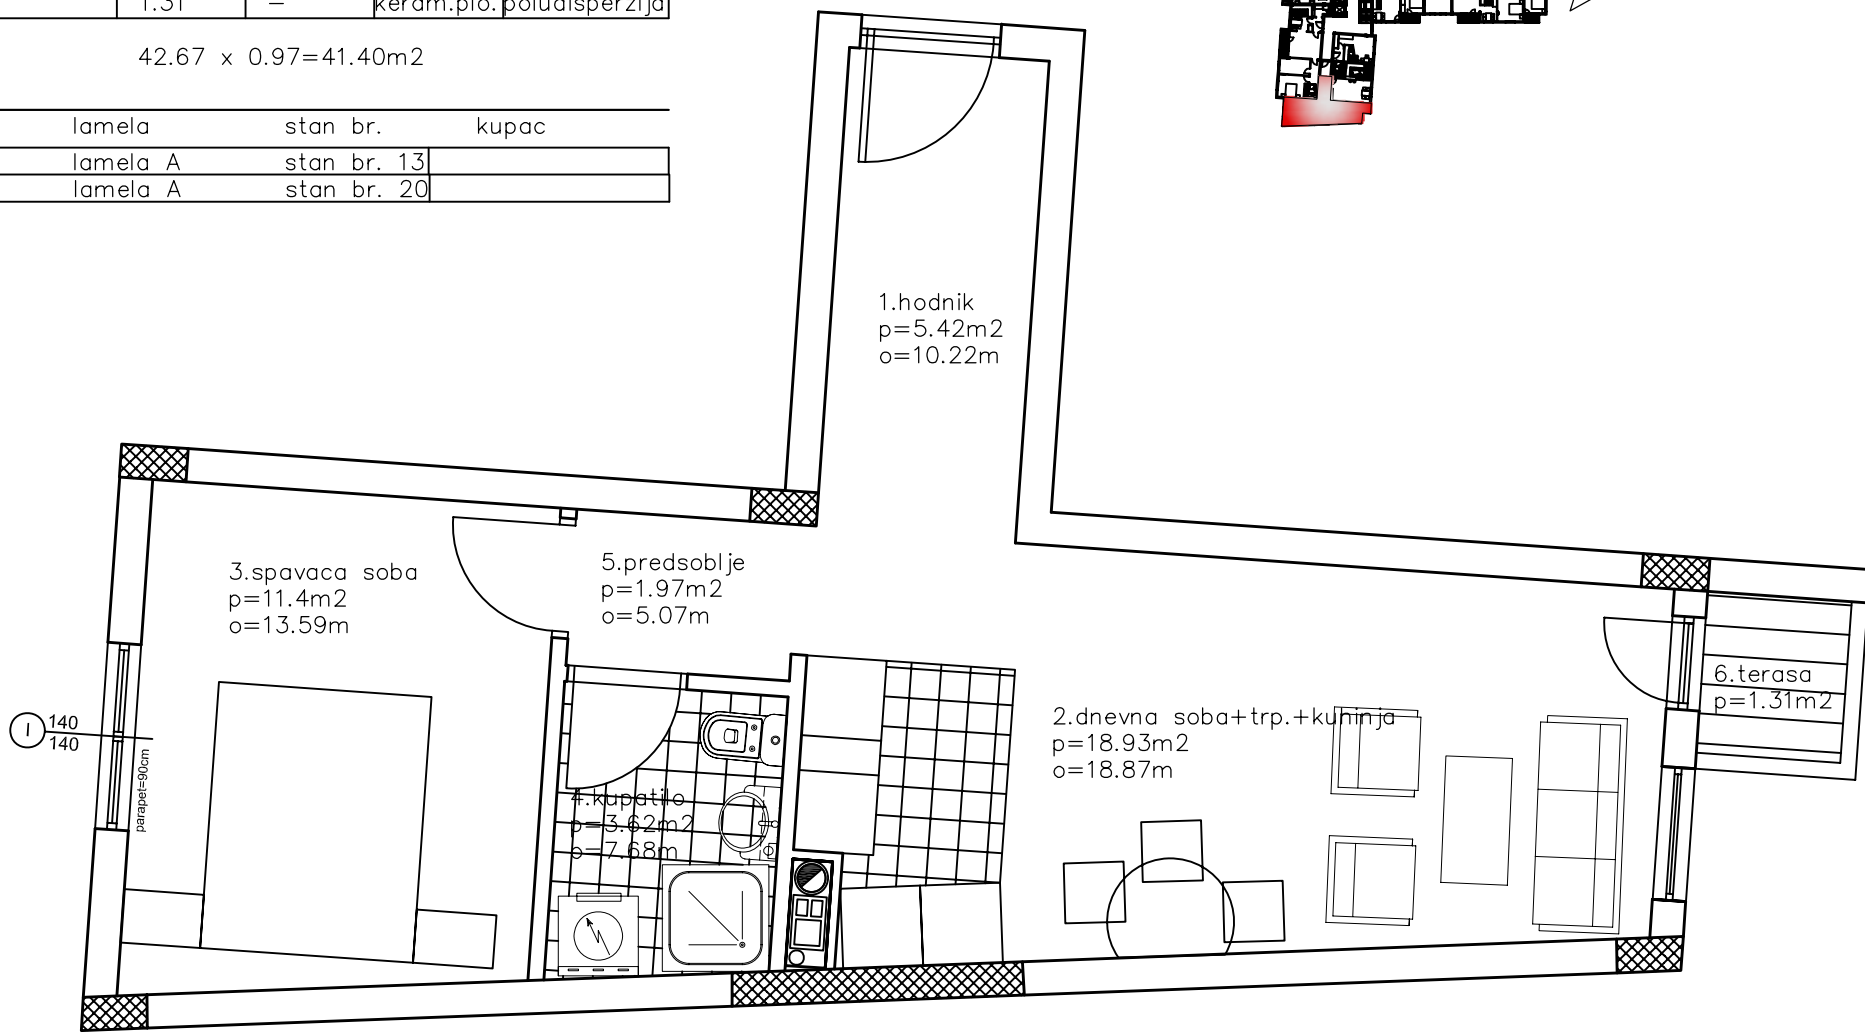 1.31 – keram.plo. poludisperzija
42.67 x 0.97=41.40m2
lamela stan br. kupac
lamela A stan br. 13
lamela A stan br. 20
1.hodnik
p=5.42m2
o=10.22m
3.spavaca soba
p=11.4m2
o=13.59m
5.predsoblje
p=1.97m2
o=5.07m
6.terasa
p=1.31m2
2.dnevna soba+trp.+kuhinja
p=18.93m2
o=18.87m
I 140
140
parapet=90cm
4.kupatilo
p=3.62m2
o=7.68m